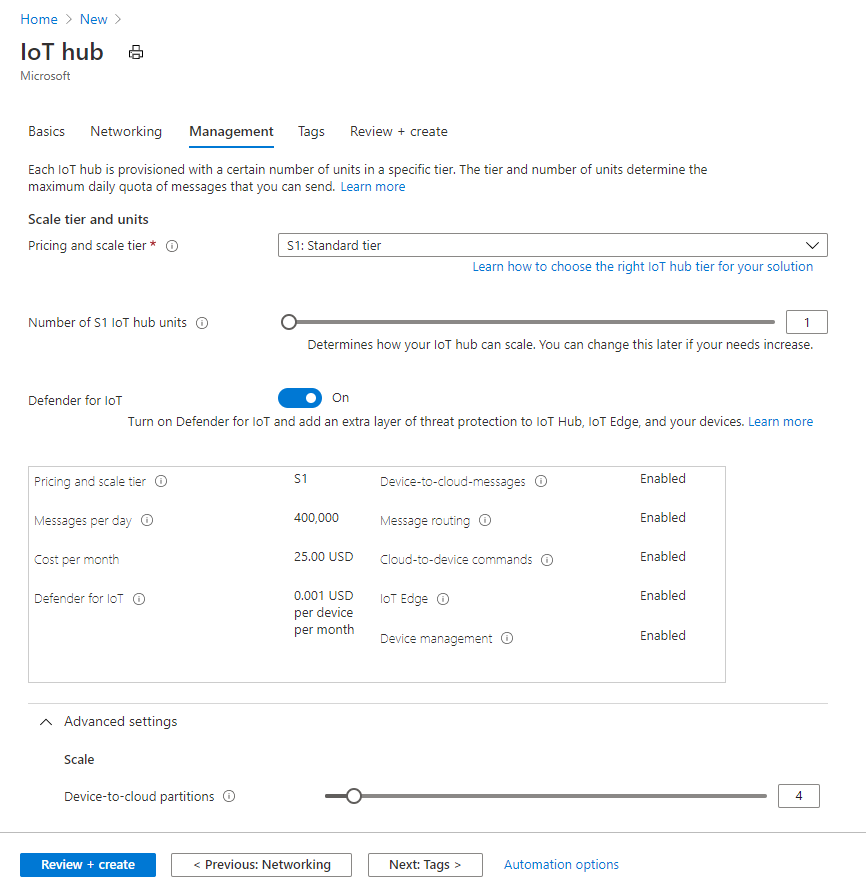 Home > New >
IoT hub
Microsoft
Basics Networking Management Tags Review + create
Each IoT hub is provisioned with a certain number of units in a specific tier. The tier and number of units determine the
maximum daily quota of messages that you can send. Learn more
Scale tier and units
Pricing and scale tier * S1: Standard tier
Learn how to choose the right IoT hub tier for your solution
Number of S1 IoT hub units 1
Determines how your IoT hub can scale. You can change this later if your needs increase.
Defender for IoT On
Turn on Defender for IoT and add an extra layer of threat protection to IoT Hub, IoT Edge, and your devices. Learn more
Pricing and scale tier S1 Device-to-cloud-messages Enabled
Messages per day 400,000 Message routing Enabled
Cost per month 25.00 USD Cloud-to-device commands Enabled
Defender for IoT 0.001 USD IoT Edge Enabled
per device
per month
Device management Enabled
Advanced settings
Scale
Device-to-cloud partitions 4
Review + create < Previous: Networking Next: Tags > Automation options